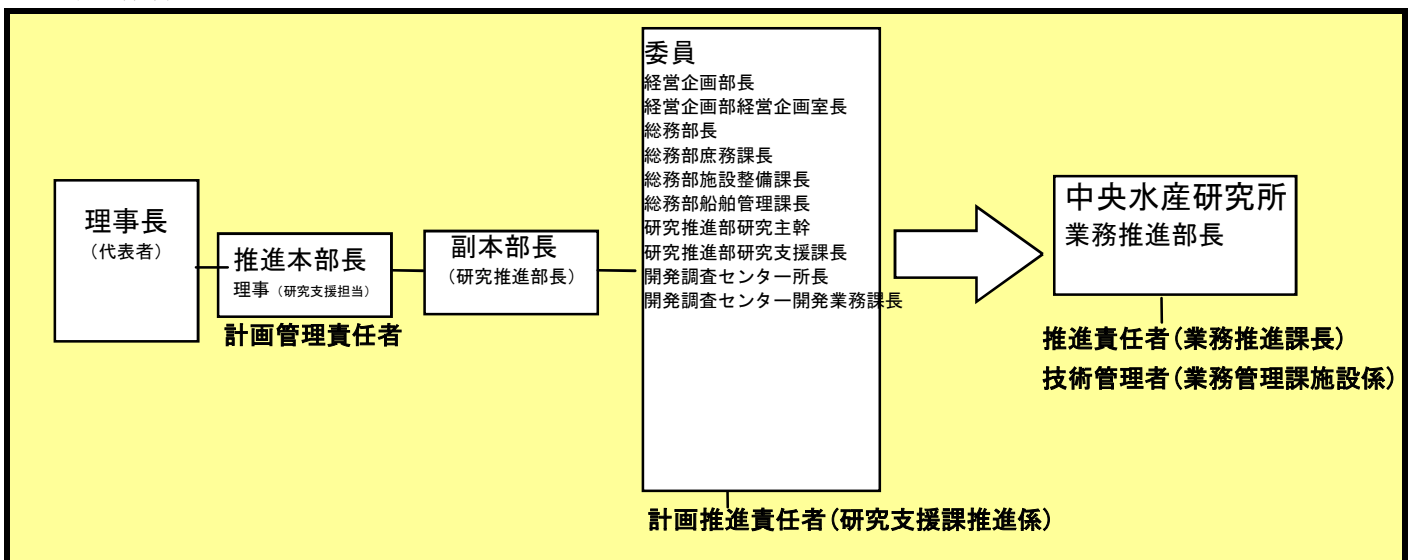 理事長
(代表者)
推進本部長
理事(研究支援担当)
計画管理責任者
副本部長
(研究推進部長)
委員
経営企画部長
経営企画部経営企画室長
総務部長
総務部庶務課長
総務部施設整備課長
総務部船舶管理課長
研究推進部研究主幹
研究推進部研究支援課長
開発調査センター所長
開発調査センター開発業務課長
計画推進責任者(研究支援課推進係)
中央水産研究所
業務推進部長
推進責任者(業務推進課長)
技術管理者(業務管理課施設係)